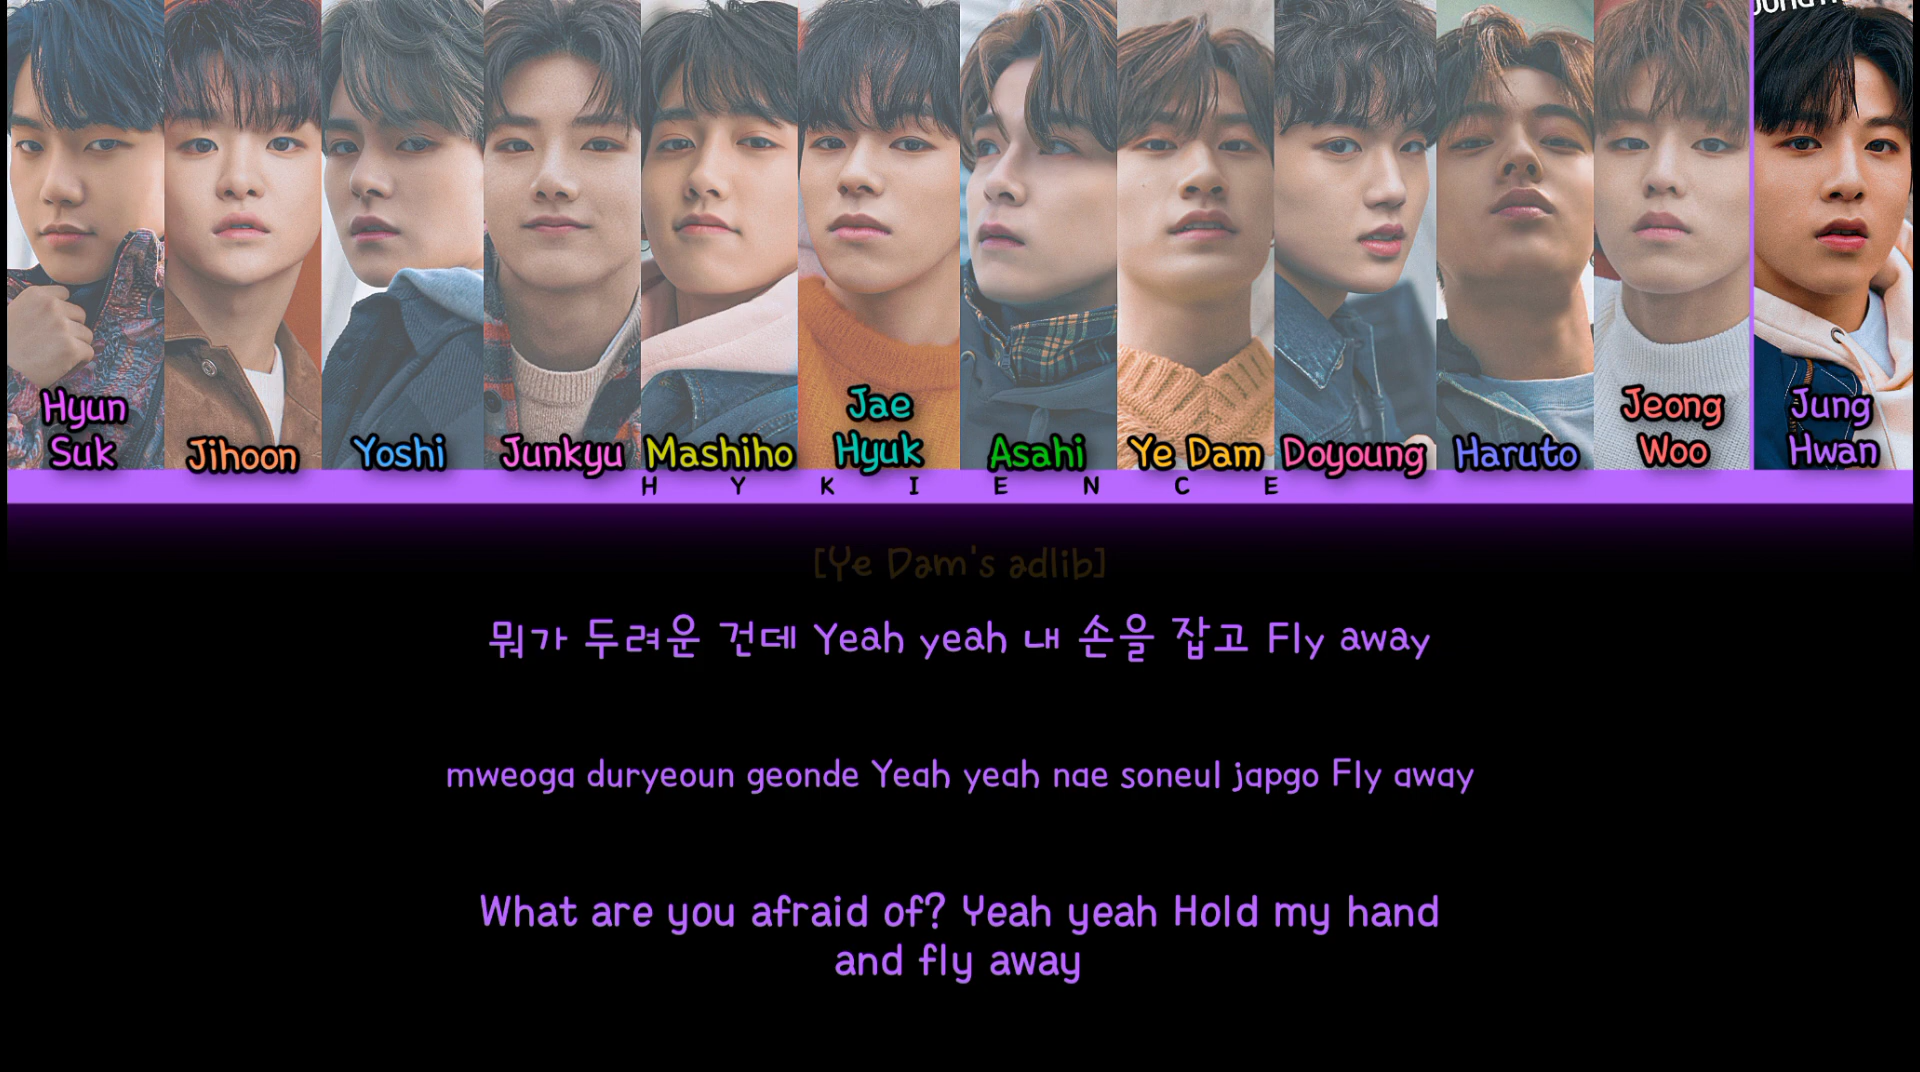 Hyun
Suk
Jihoon
Yoshi
Junkyu
Mashiho
Jae
Hyuk
Asahi
Ye Dam
Doyoung
Haruto
Jeong
Woo
Jung
Hwan
H Y K I E N C E
[Ye Dam's adlib]
뭐가 두려운 건데 Yeah yeah 내 손을 잡고 Fly away
mweoga duryeoun geonde Yeah yeah nae soneul japgo Fly away
What are you afraid of? Yeah yeah Hold my hand
and fly away